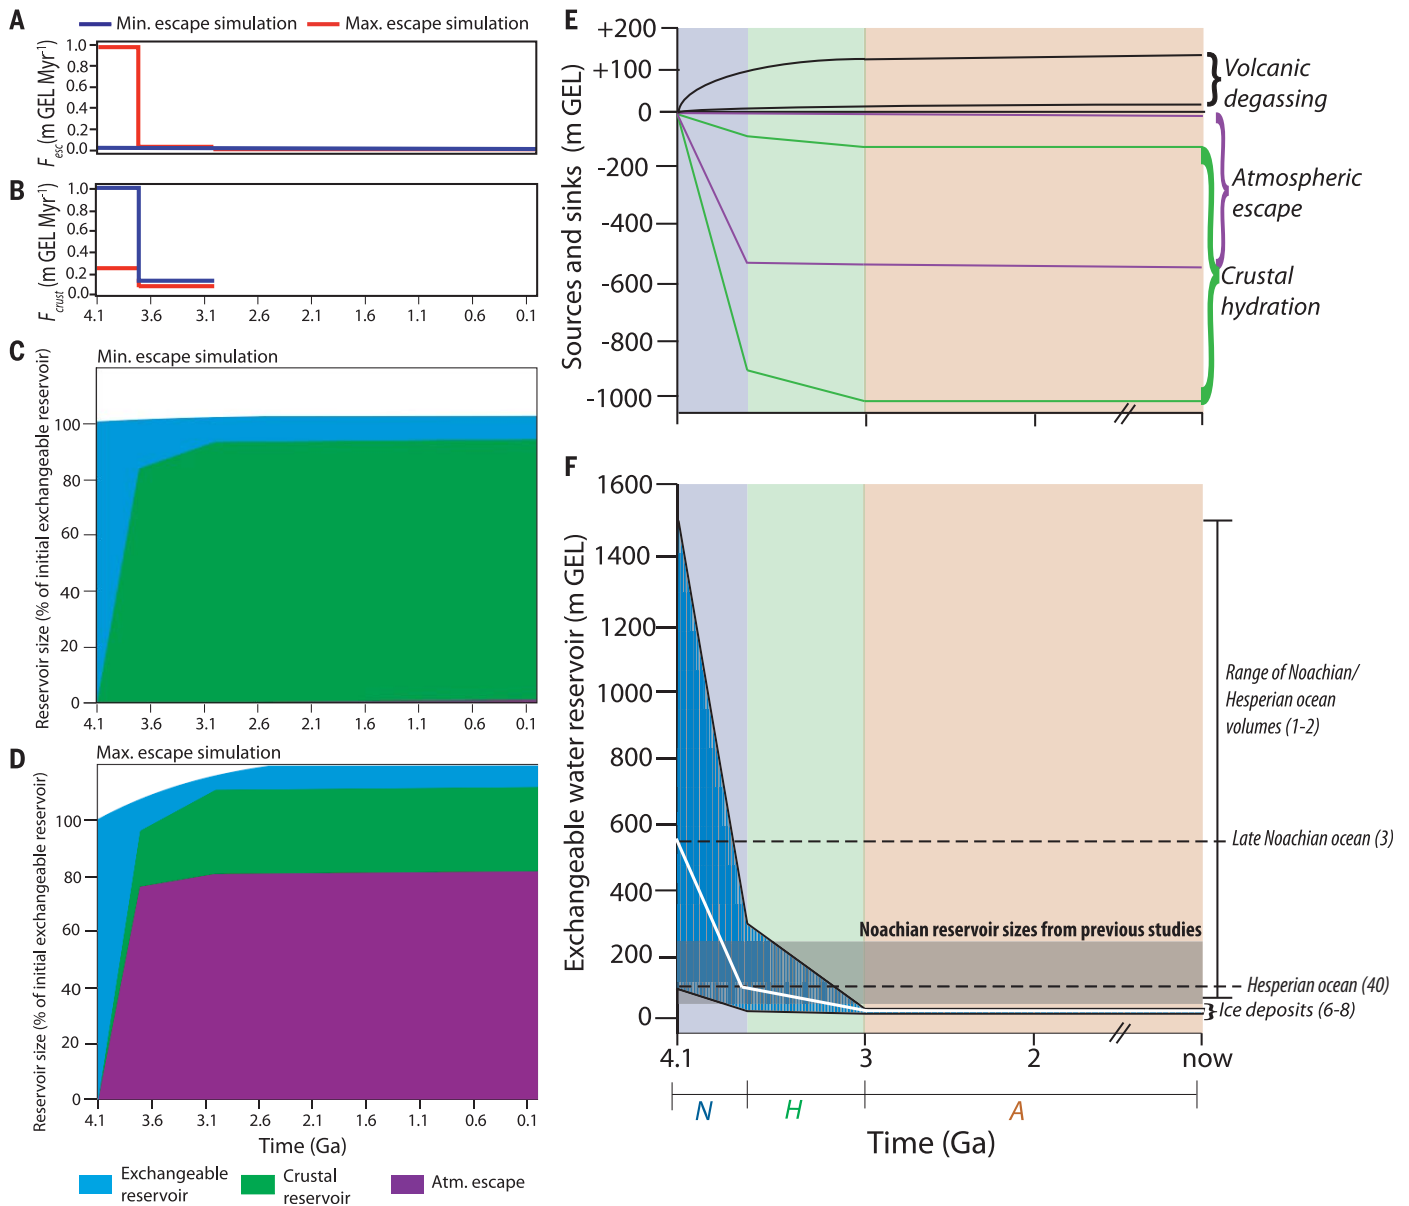 A
Min. escape simulation
Max. escape simulation
F_esc (m GEL Myr⁻¹)
1.0
0.8
0.6
0.4
0.2
0.0
B
F_crust (m GEL Myr⁻¹)
1.0
0.8
0.6
0.4
0.2
0.0
4.1 3.6 3.1 2.6 2.1 1.6 1.1 0.6 0.1
C
Min. escape simulation
Reservoir size (% of initial exchangeable reservoir)
100
80
60
40
20
0
4.1 3.6 3.1 2.6 2.1 1.6 1.1 0.6 0.1
D
Max. escape simulation
Reservoir size (% of initial exchangeable reservoir)
100
80
60
40
20
0
4.1 3.6 3.1 2.6 2.1 1.6 1.1 0.6 0.1
Time (Ga)
Exchangeable
reservoir
Crustal
reservoir
Atm. escape
E
Sources and sinks (m GEL)
+200
+100
0
-200
-400
-600
-800
-1000
Volcanic
degassing
Atmospheric
escape
Crustal
hydration
F
Exchangeable water reservoir (m GEL)
1600
1400
1200
1000
800
600
400
200
0
Range of Noachian/
Hesperian ocean
volumes (1-2)
Late Noachian ocean (3)
Noachian reservoir sizes from previous studies
Hesperian ocean (40)
Ice deposits (6-8)
4.1 3 2 now
N H A
Time (Ga)